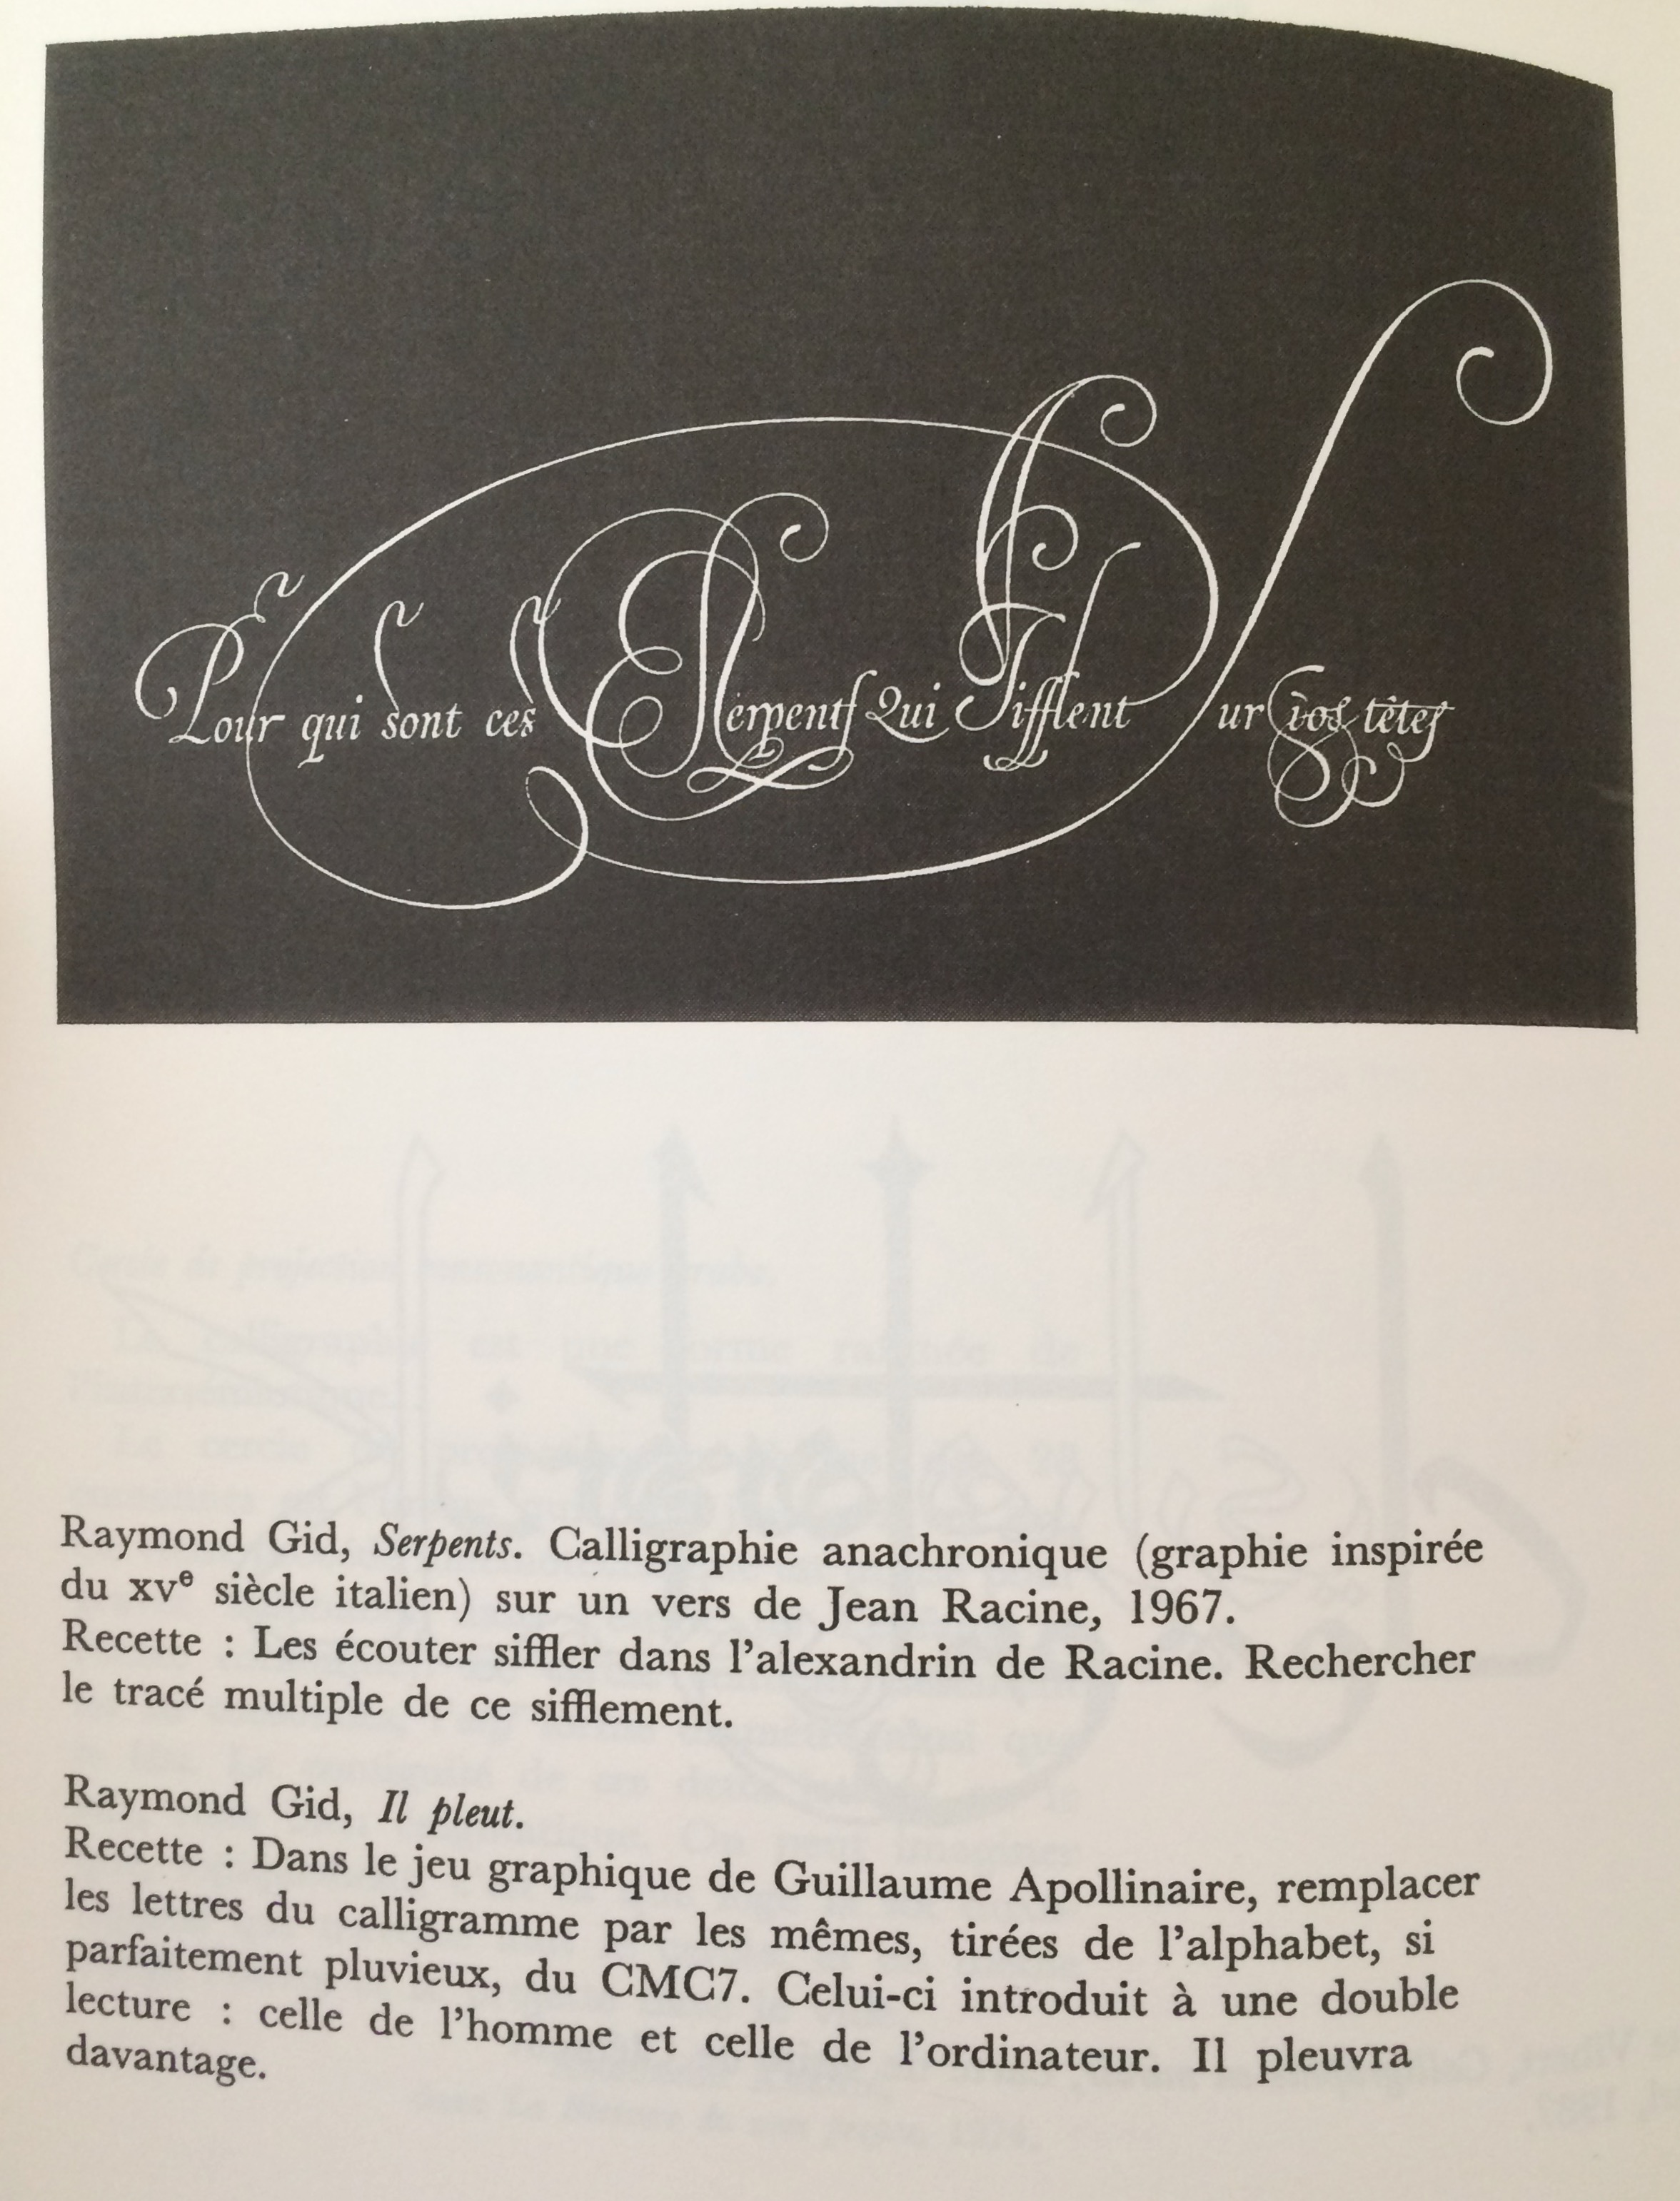 Pour qui sont ces Serpents Qui Sifflent sur vos têtes
Raymond Gid, Serpents. Calligraphie anachronique (graphie inspirée
du xvᵉ siècle italien) sur un vers de Jean Racine, 1967.
Recette : Les écouter siffler dans l’alexandrin de Racine. Rechercher
le tracé multiple de ce sifflement.
Raymond Gid, Il pleut.
Recette : Dans le jeu graphique de Guillaume Apollinaire, remplacer
les lettres du calligramme par les mêmes, tirées de l’alphabet, si
parfaitement pluvieux, du CMC7. Celui-ci introduit à une double
lecture : celle de l’homme et celle de l’ordinateur. Il pleuvra
davantage.